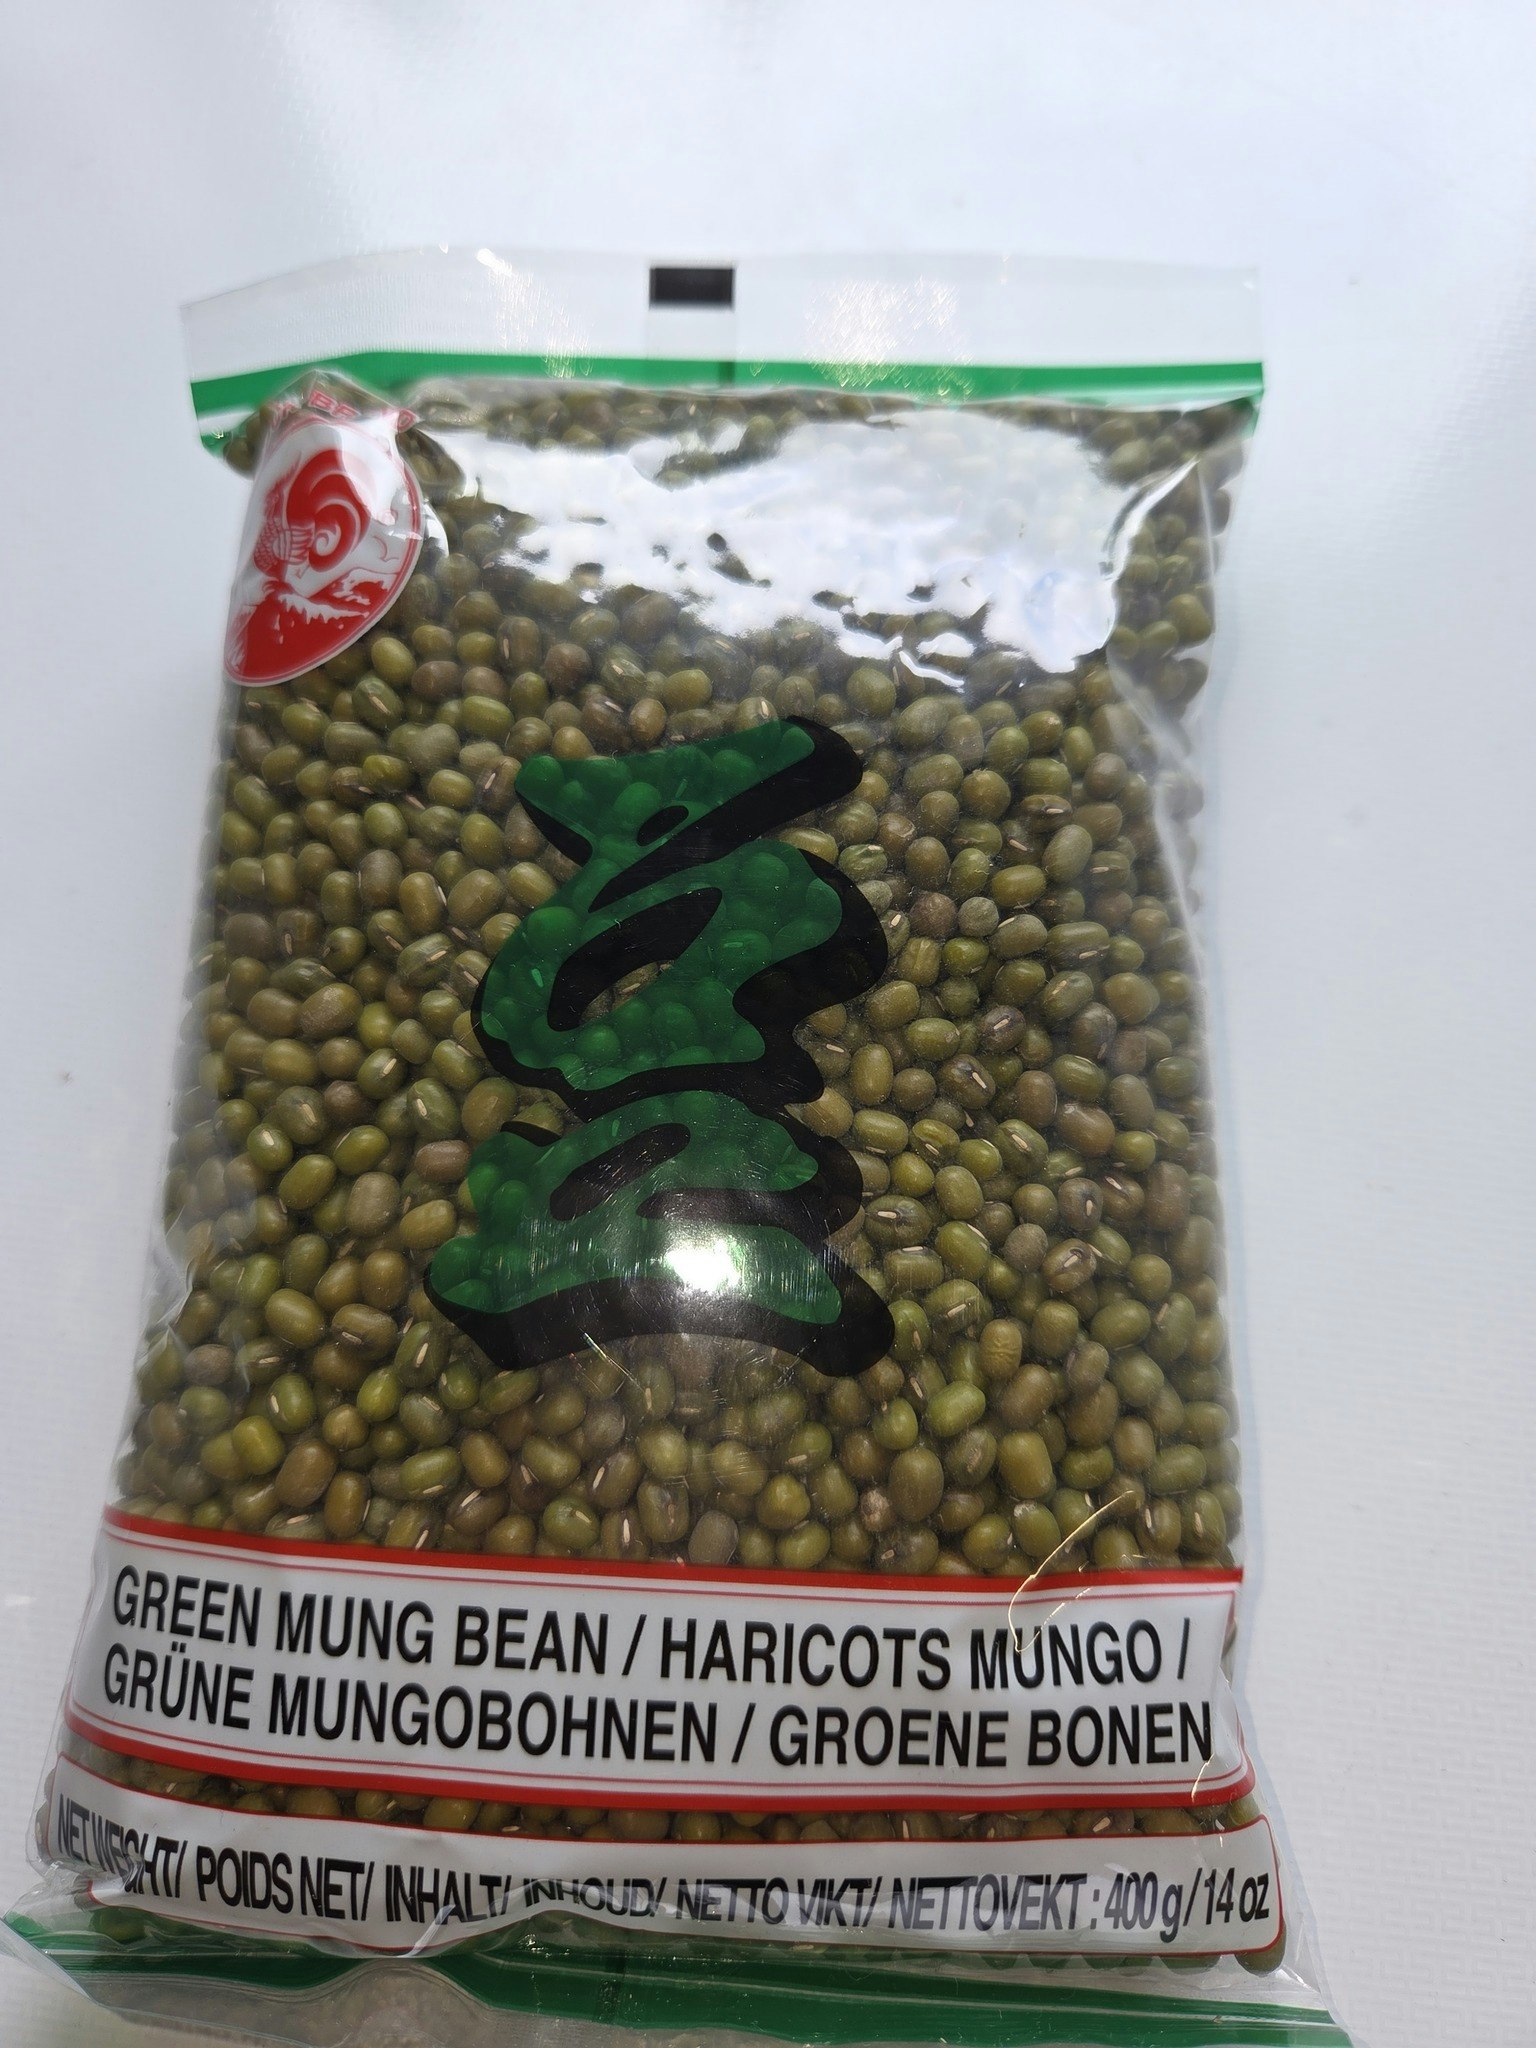 GREEN MUNG BEAN / HARICOTS MUNGO /
GRÜNE MUNGOBOHNEN / GROENE BONEN
NET WEIGHT/ POIDS NET/ INHALT/ INHOUD/ NETTO VIKT/ NETTOVEKT : 400 g / 14 oz